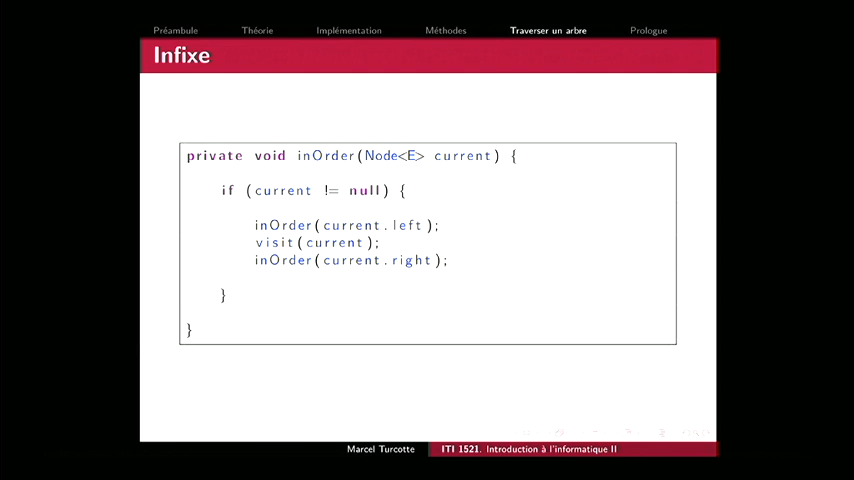 Préambule Théorie Implémentation Méthodes Traverser un arbre Prologue
Infixe
private void inOrder(Node<E> current) {
if (current != null) {
inOrder(current.left);
visit(current);
inOrder(current.right);
}
}
Marcel Turcotte ITI 1521. Introduction à l'informatique II